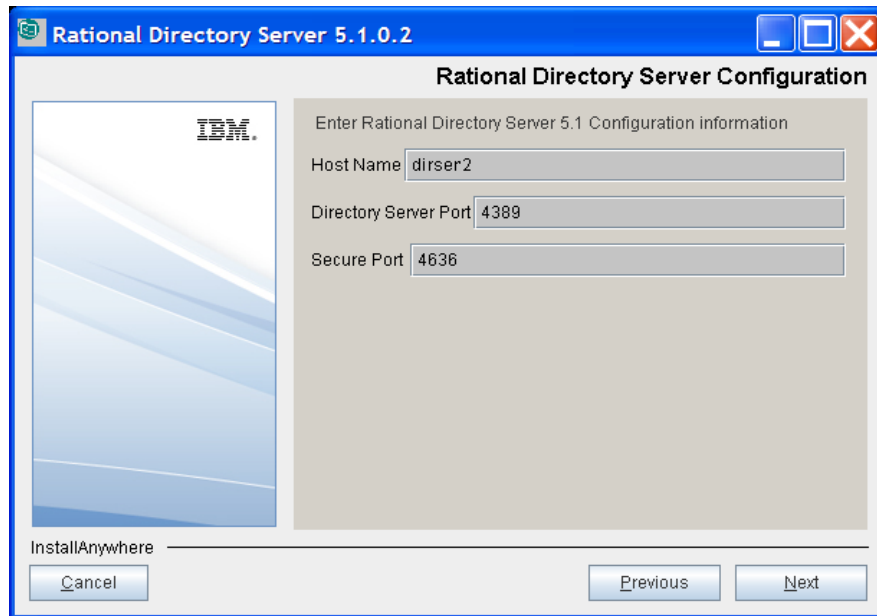 Rational Directory Server 5.1.0.2
Rational Directory Server Configuration
IBM.
Enter Rational Directory Server 5.1 Configuration information
Host Name dirser2
Directory Server Port 4389
Secure Port 4636
InstallAnywhere
Cancel Previous Next